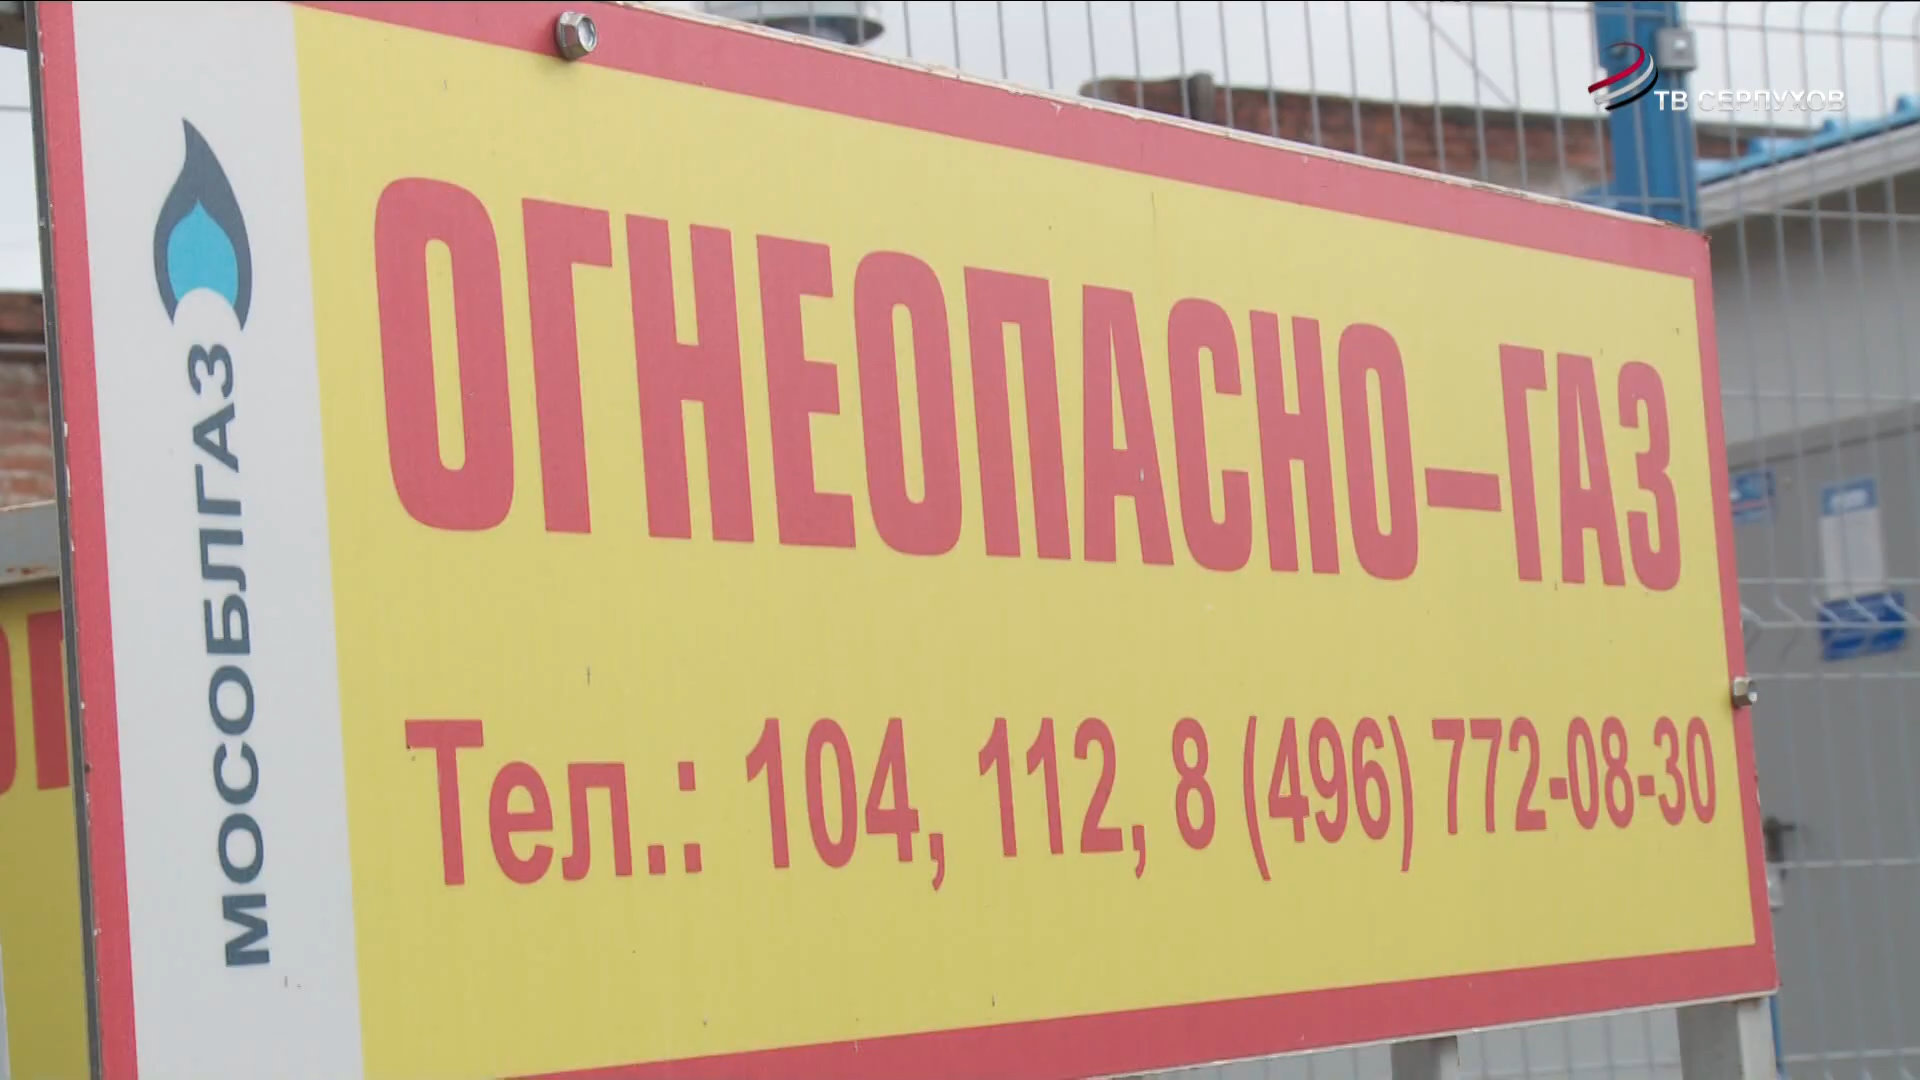 ТВ СЕРПУХОВ
МОСОБЛГАЗ
ОГНЕОПАСНО–ГАЗ
Тел.: 104, 112, 8 (496) 772-08-30